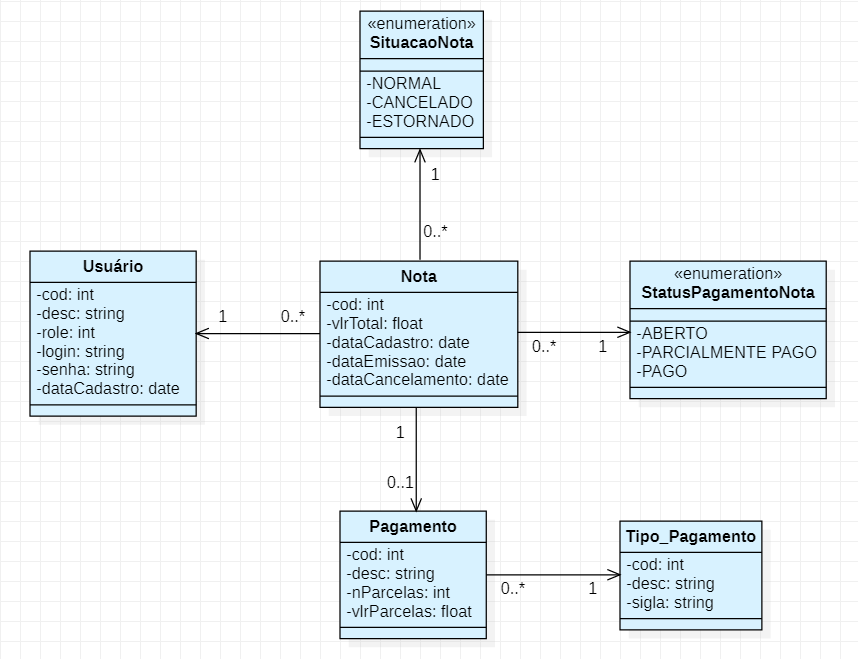 «enumeration»
SituacaoNota
-NORMAL
-CANCELADO
-ESTORNADO
1
0..*
Usuário
-cod: int
-desc: string
-role: int
-login: string
-senha: string
-dataCadastro: date
1
0..*
Nota
-cod: int
-vlrTotal: float
-dataCadastro: date
-dataEmissao: date
-dataCancelamento: date
0..*
1
«enumeration»
StatusPagamentoNota
-ABERTO
-PARCIALMENTE PAGO
-PAGO
1
0..1
Pagamento
-cod: int
-desc: string
-nParcelas: int
-vlrParcelas: float
0..*
1
Tipo_Pagamento
-cod: int
-desc: string
-sigla: string